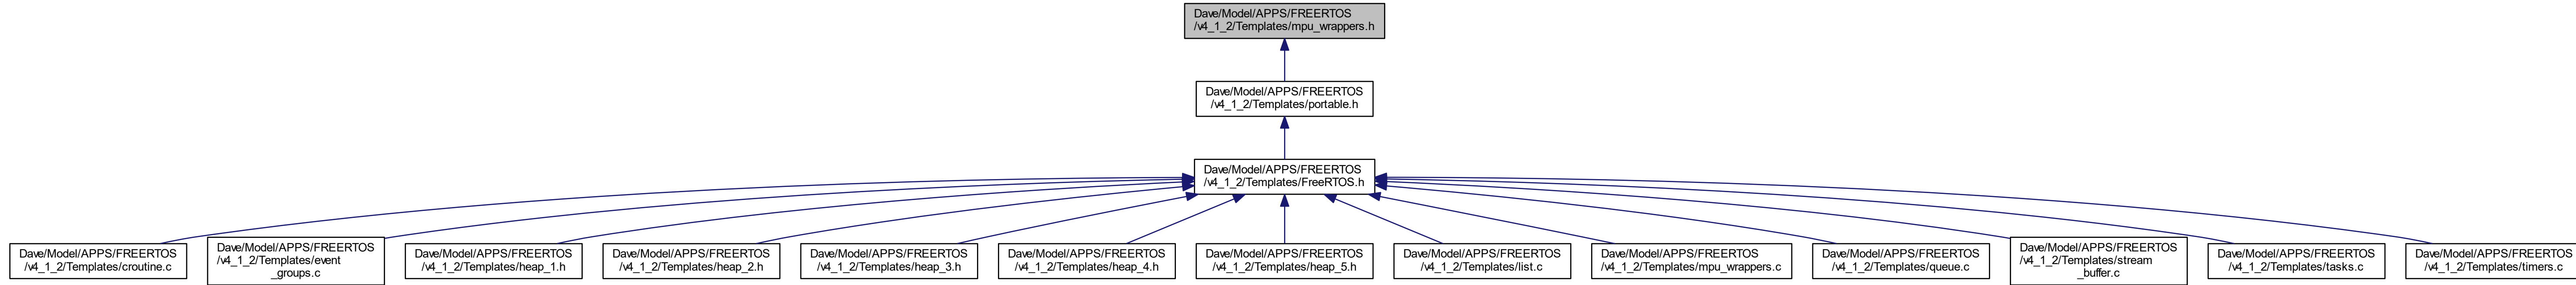 Dave/Model/APPS/FREERTOS
/v4_1_2/Templates/mpu_wrappers.h
Dave/Model/APPS/FREERTOS
/v4_1_2/Templates/portable.h
Dave/Model/APPS/FREERTOS
/v4_1_2/Templates/FreeRTOS.h
Dave/Model/APPS/FREERTOS
/v4_1_2/Templates/croutine.c
Dave/Model/APPS/FREERTOS
/v4_1_2/Templates/event
_groups.c
Dave/Model/APPS/FREERTOS
/v4_1_2/Templates/heap_1.h
Dave/Model/APPS/FREERTOS
/v4_1_2/Templates/heap_2.h
Dave/Model/APPS/FREERTOS
/v4_1_2/Templates/heap_3.h
Dave/Model/APPS/FREERTOS
/v4_1_2/Templates/heap_4.h
Dave/Model/APPS/FREERTOS
/v4_1_2/Templates/heap_5.h
Dave/Model/APPS/FREERTOS
/v4_1_2/Templates/list.c
Dave/Model/APPS/FREERTOS
/v4_1_2/Templates/mpu_wrappers.c
Dave/Model/APPS/FREERTOS
/v4_1_2/Templates/queue.c
Dave/Model/APPS/FREERTOS
/v4_1_2/Templates/stream
_buffer.c
Dave/Model/APPS/FREERTOS
/v4_1_2/Templates/tasks.c
Dave/Model/APPS/FREERTOS
/v4_1_2/Templates/timers.c